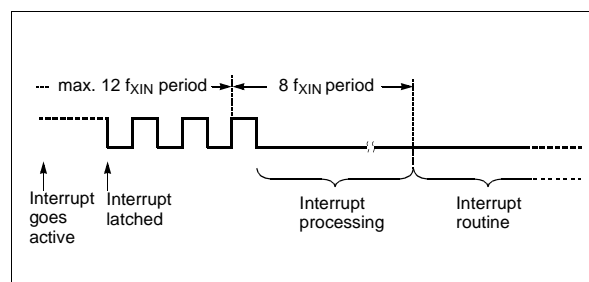 max. 12 fXIN period
8 fXIN period
Interrupt
goes
active
Interrupt
latched
Interrupt
processing
Interrupt
routine